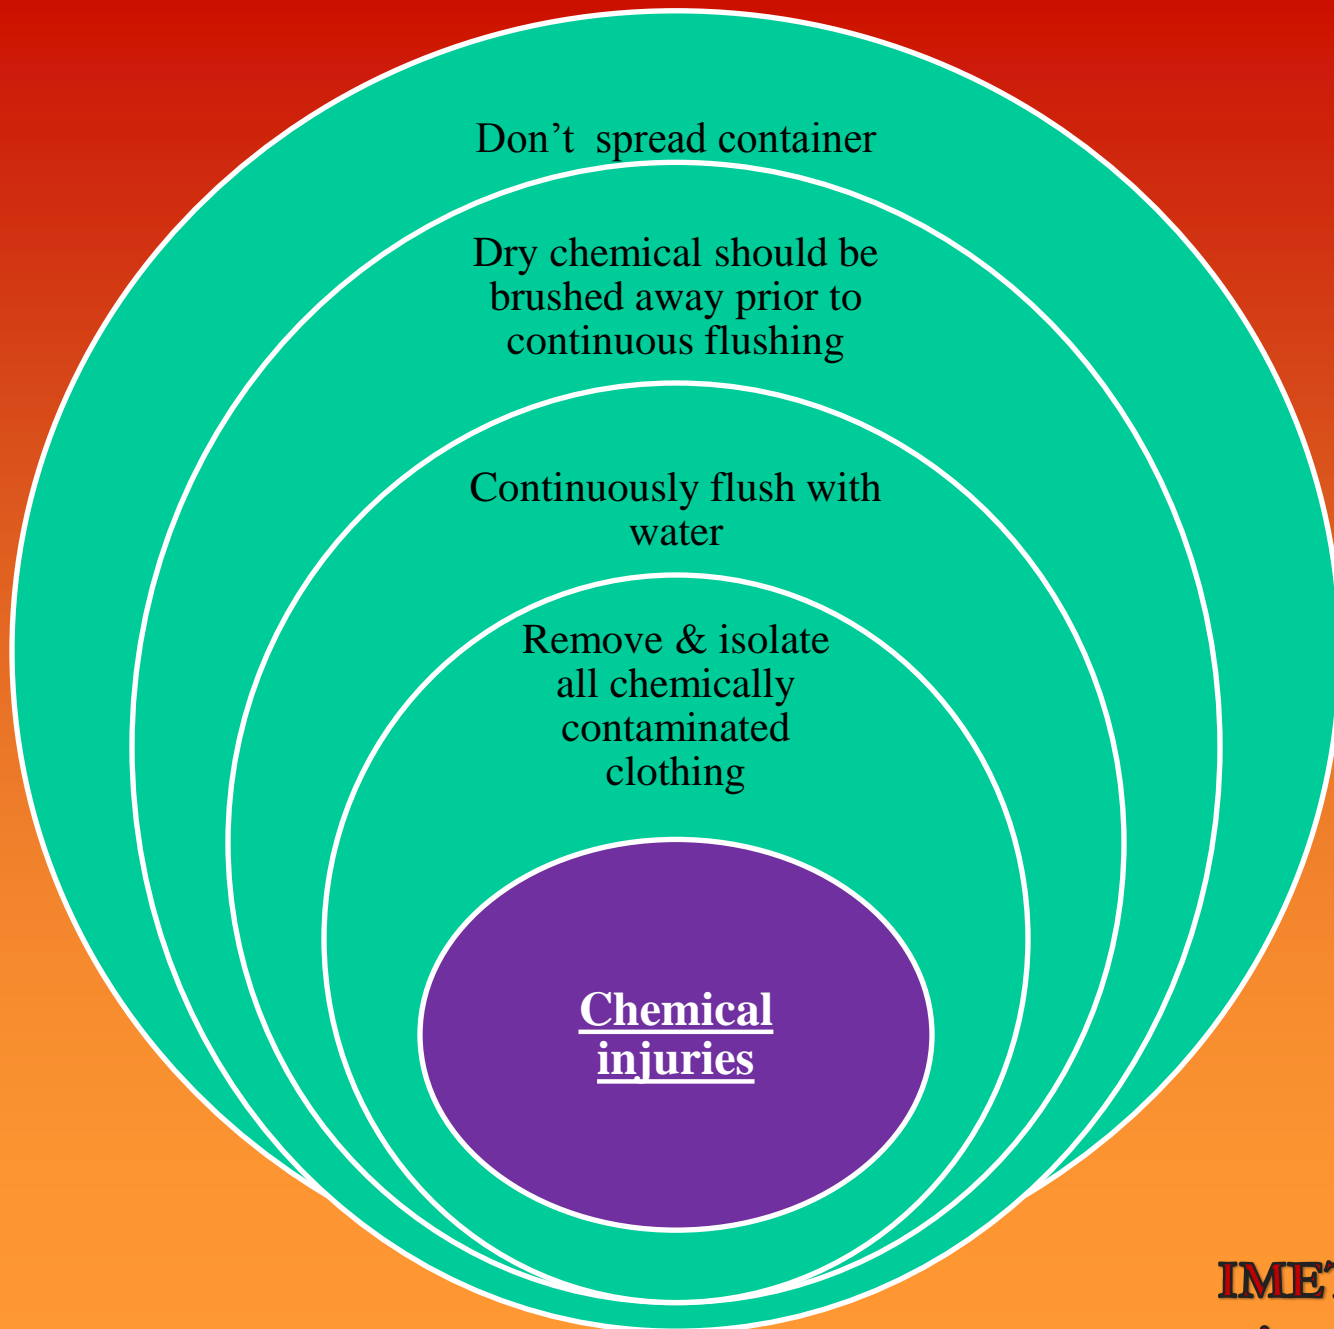 Don't  spread container
Dry chemical should be
brushed away prior to
continuous flushing
Continuously flush with
water
Remove & isolate
all chemically
contaminated
clothing
Chemical
injuries